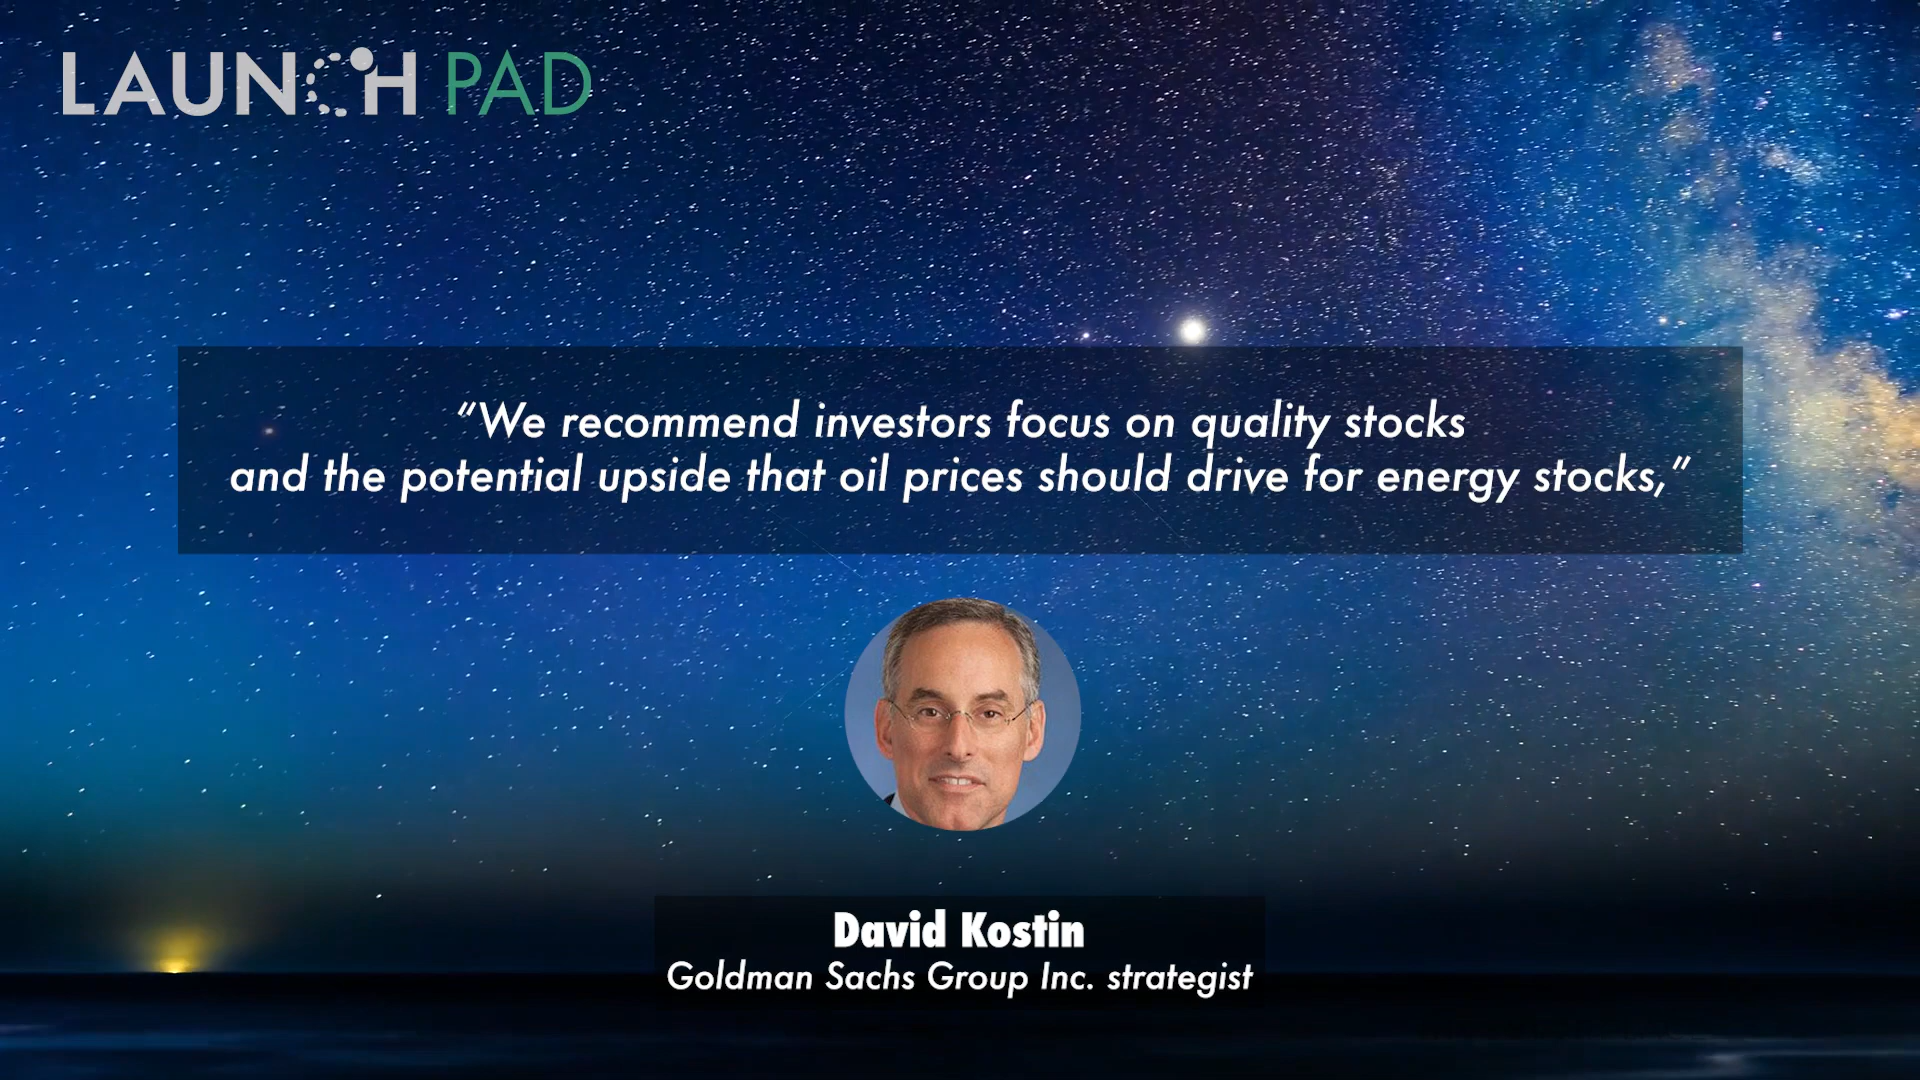 LAUNCH PAD
“We recommend investors focus on quality stocks
and the potential upside that oil prices should drive for energy stocks,”
David Kostin
Goldman Sachs Group Inc. strategist